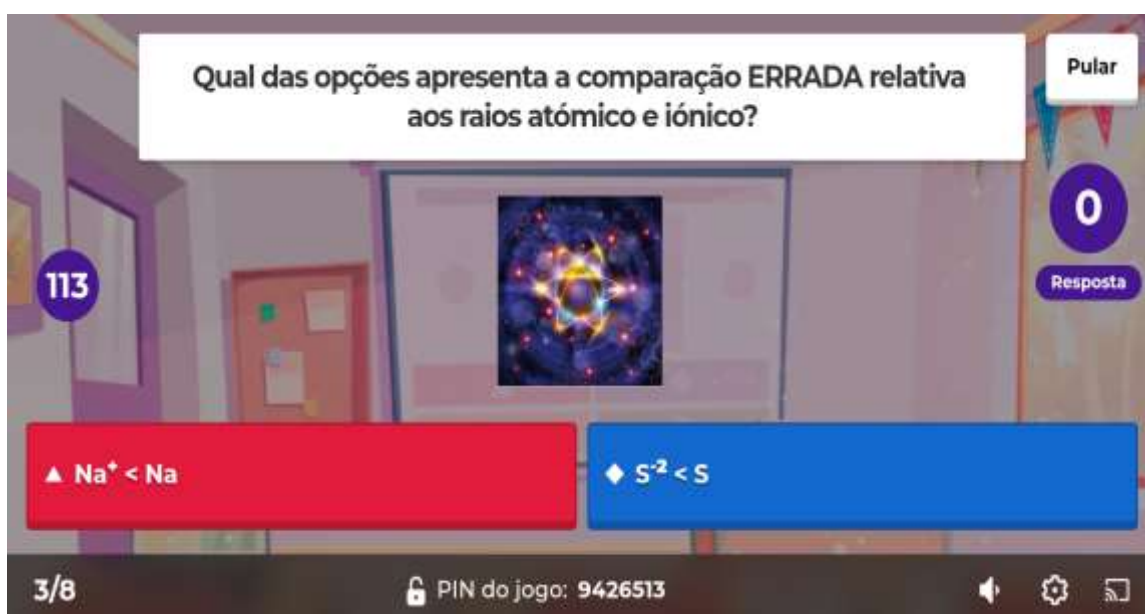 Qual das opções apresenta a comparação ERRADA relativa
aos raios atómico e iónico?
Pular
113
0
Resposta
▲ Na⁺ < Na
◆ S⁻² < S
3/8
PIN do jogo: 9426513